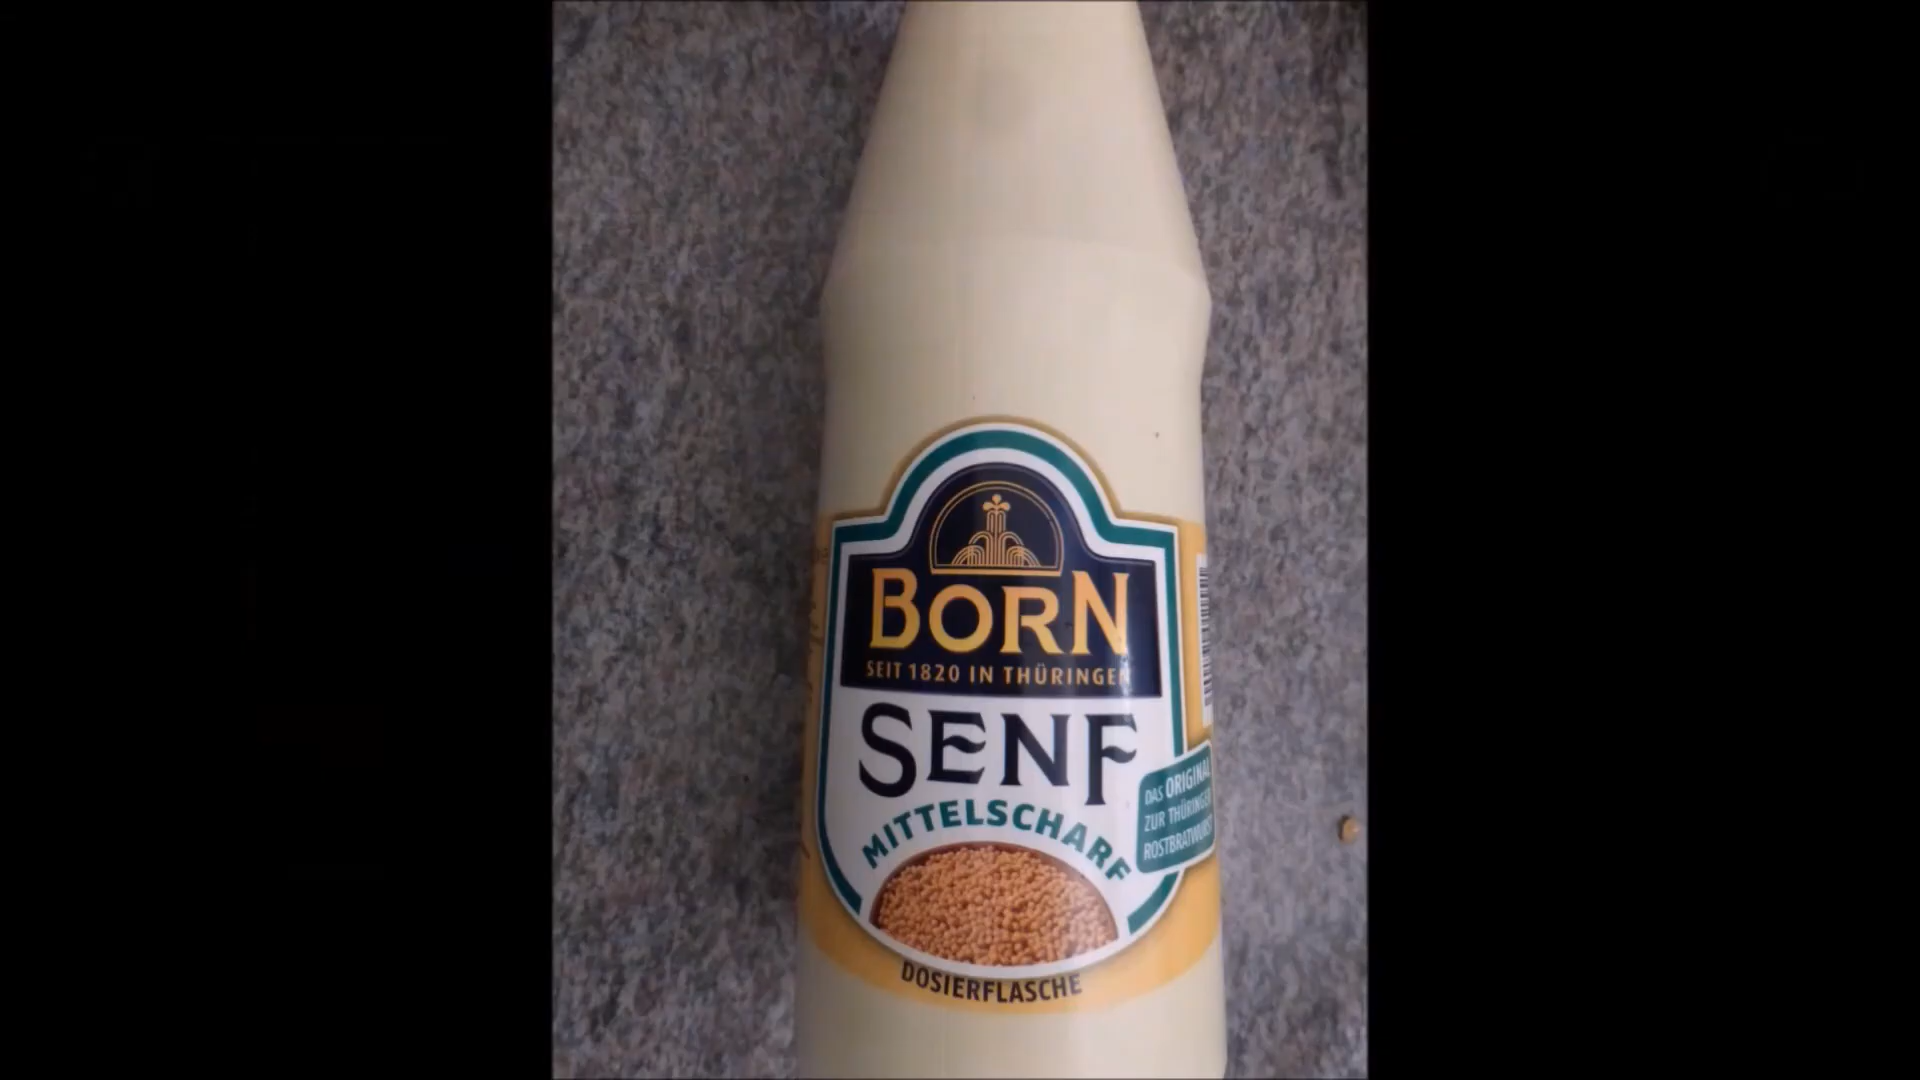 BORN
SEIT 1820 IN THÜRINGEN
SENF
MITTELSCHARF
DAS ORIGINAL
ZUR THÜRINGER
ROSTBRATWURST
DOSIERFLASCHE